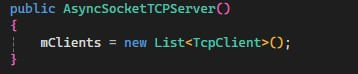 public AsyncSocketTCPServer()
{
mClients = new List<TcpClient>();
}